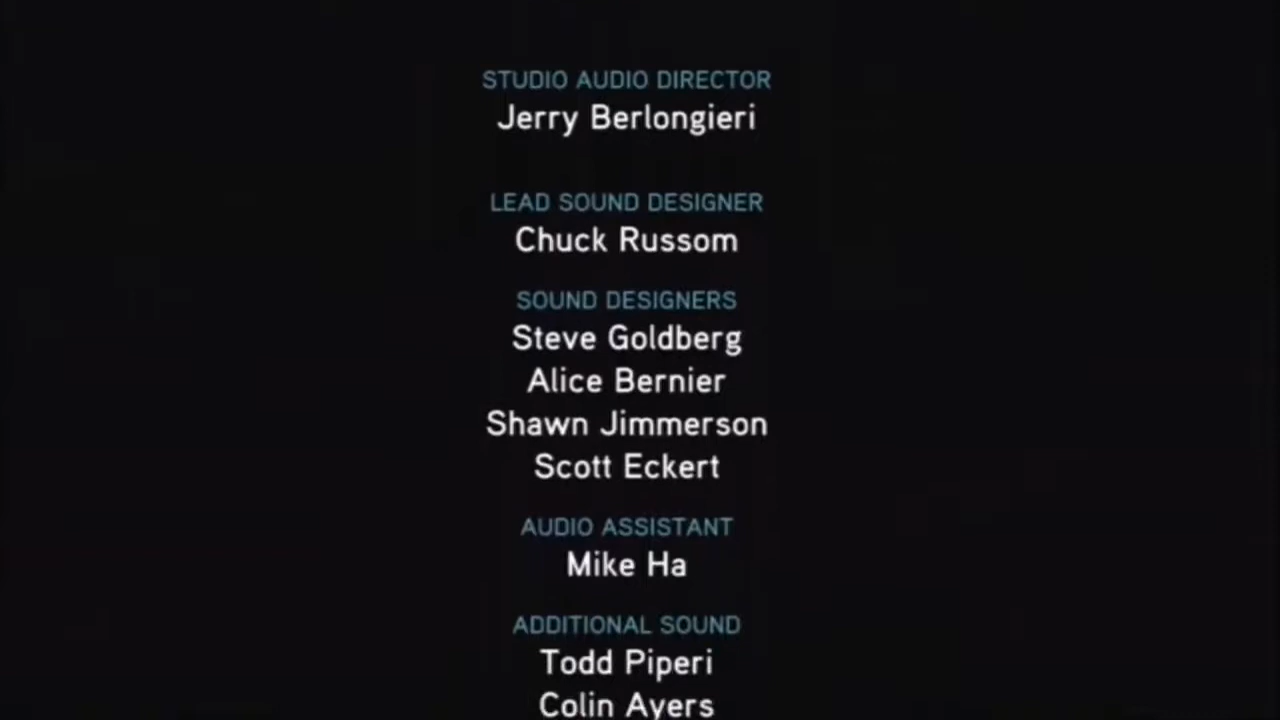 STUDIO AUDIO DIRECTOR
Jerry Berlongieri
LEAD SOUND DESIGNER
Chuck Russom
SOUND DESIGNERS
Steve Goldberg
Alice Bernier
Shawn Jimmerson
Scott Eckert
AUDIO ASSISTANT
Mike Ha
ADDITIONAL SOUND
Todd Piperi
Colin Ayers